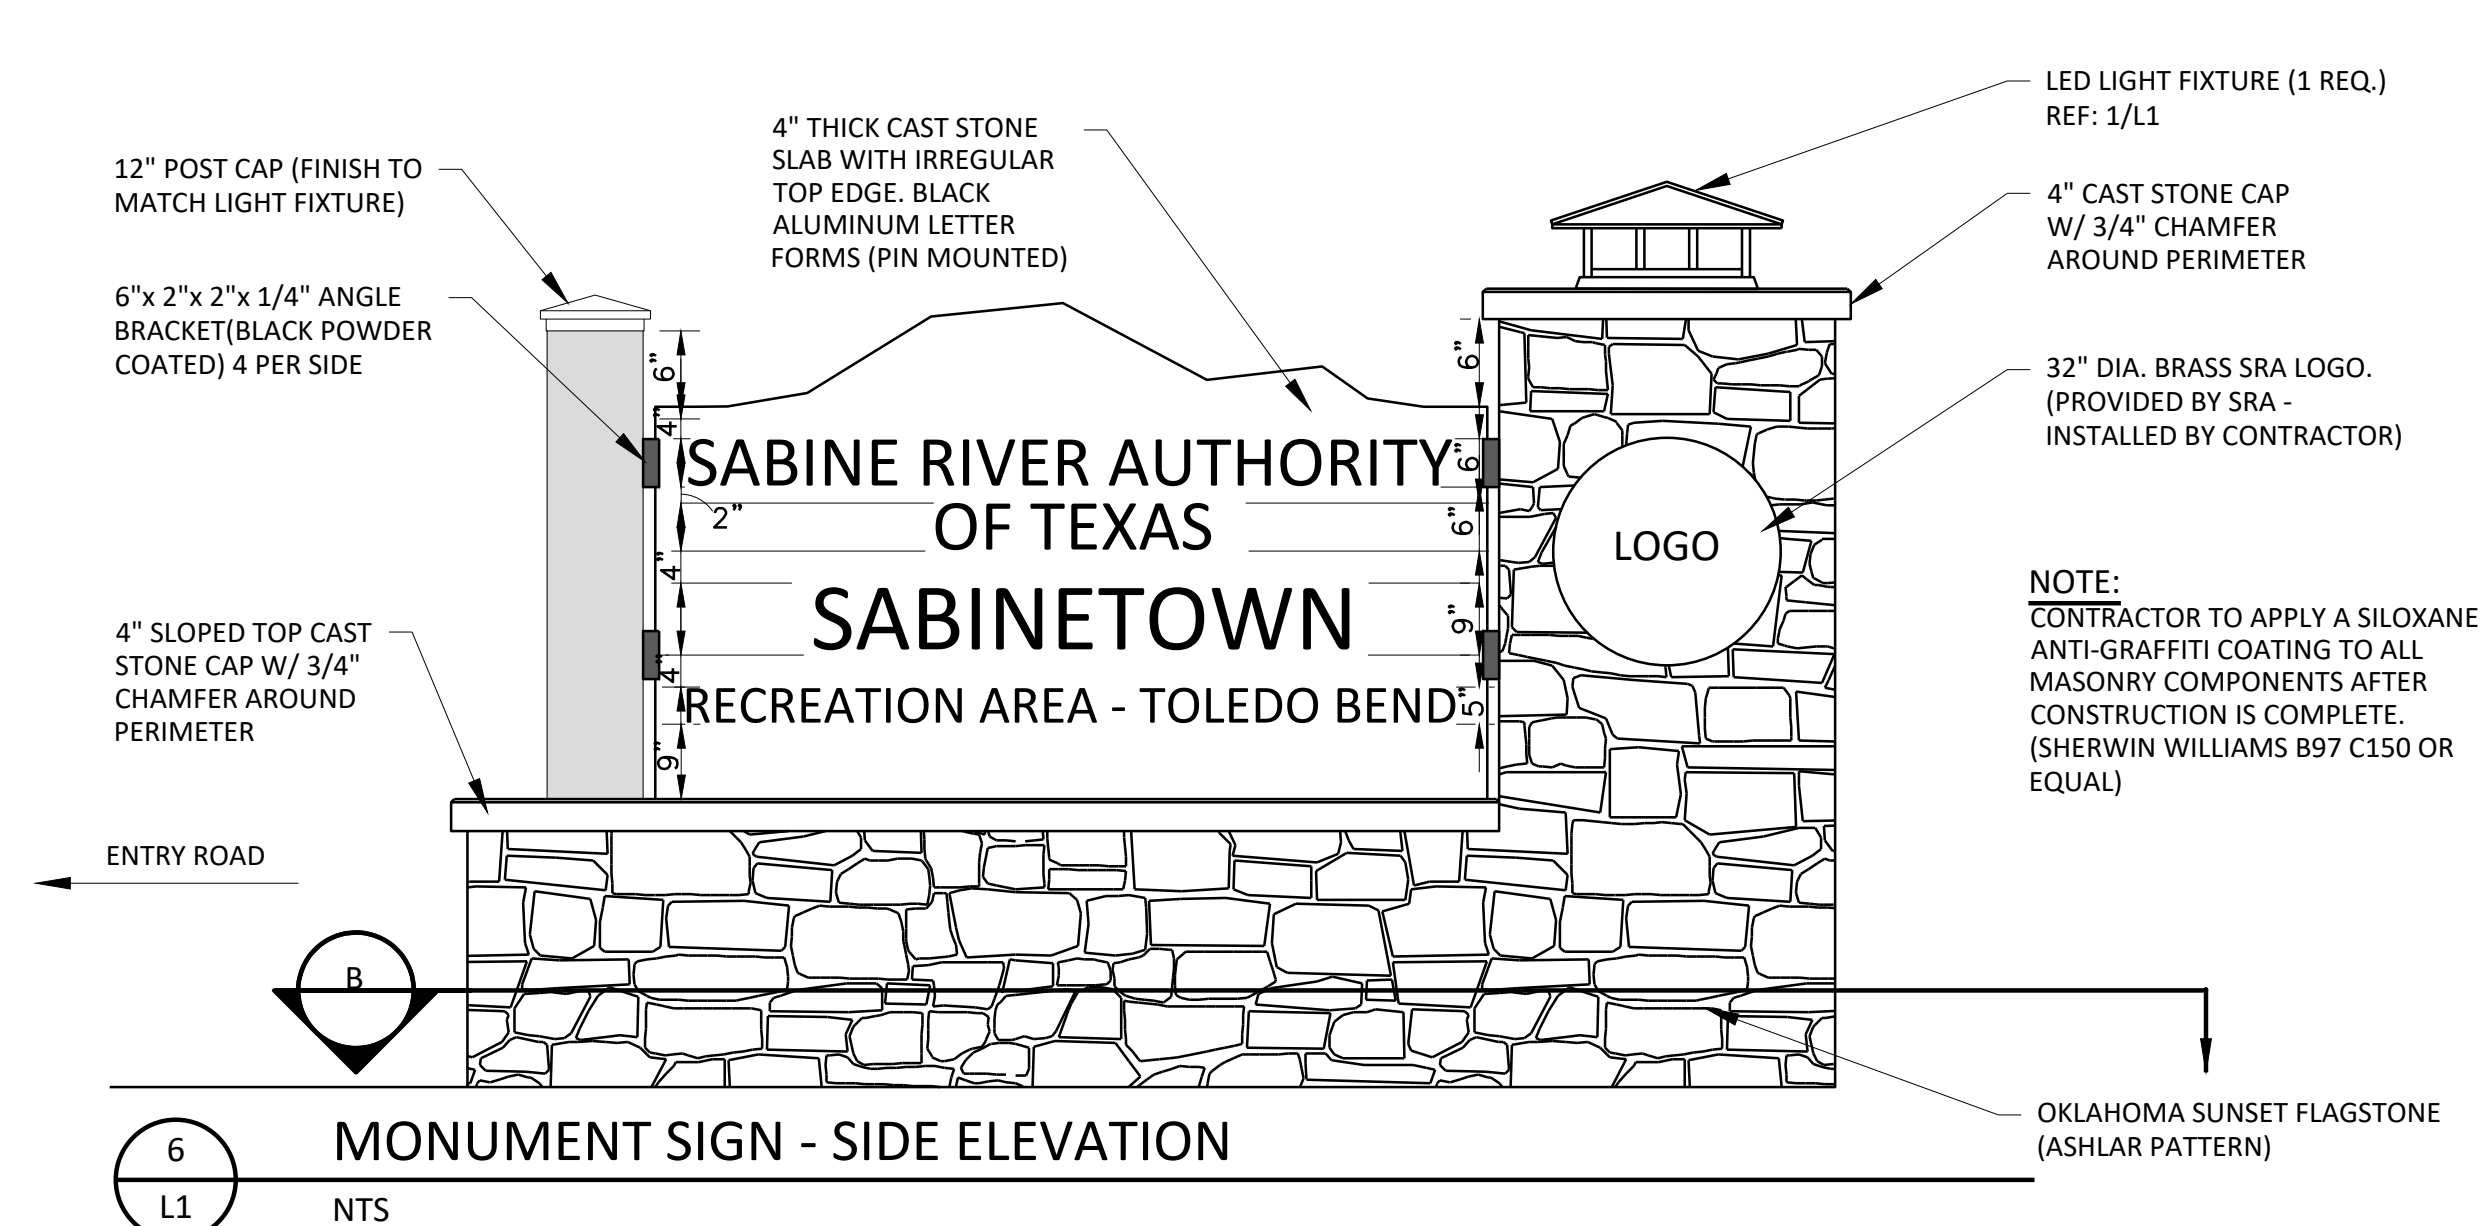 LED LIGHT FIXTURE (1 REQ.)
REF: 1/L1
4" THICK CAST STONE
SLAB WITH IRREGULAR
TOP EDGE. BLACK
ALUMINUM LETTER
FORMS (PIN MOUNTED)
12" POST CAP (FINISH TO
MATCH LIGHT FIXTURE)
4" CAST STONE CAP
W/ 3/4" CHAMFER
AROUND PERIMETER
6"x 2"x 2"x 1/4" ANGLE
BRACKET(BLACK POWDER
COATED) 4 PER SIDE
32" DIA. BRASS SRA LOGO.
(PROVIDED BY SRA -
INSTALLED BY CONTRACTOR)
6"
4"
2"
4"
4"
9"
SABINE RIVER AUTHORITY
OF TEXAS
SABINETOWN
RECREATION AREA - TOLEDO BEND
6"
6"
6"
9"
5"
LOGO
NOTE:
CONTRACTOR TO APPLY A SILOXANE
ANTI-GRAFFITI COATING TO ALL
MASONRY COMPONENTS AFTER
CONSTRUCTION IS COMPLETE.
(SHERWIN WILLIAMS B97 C150 OR
EQUAL)
4" SLOPED TOP CAST
STONE CAP W/ 3/4"
CHAMFER AROUND
PERIMETER
ENTRY ROAD
B
OKLAHOMA SUNSET FLAGSTONE
(ASHLAR PATTERN)
6
L1
MONUMENT SIGN - SIDE ELEVATION
NTS